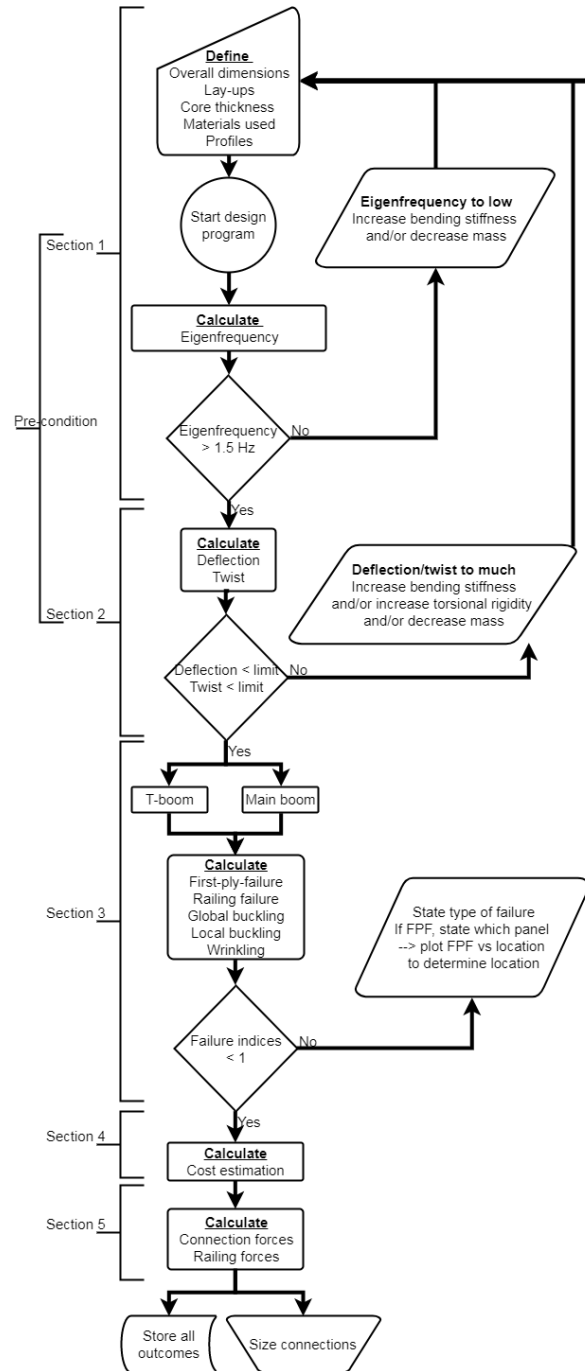 Define
Overall dimensions
Lay-ups
Core thickness
Materials used
Profiles
Start design
program
Eigenfrequency to low
Increase bending stiffness
and/or decrease mass
Section 1
Calculate
Eigenfrequency
Pre-condition
Eigenfrequency
> 1.5 Hz
No
Yes
Calculate
Deflection
Twist
Deflection/twist to much
Increase bending stiffness
and/or increase torsional rigidity
and/or decrease mass
Section 2
Deflection < limit
Twist < limit
No
Yes
T-boom
Main boom
Section 3
Calculate
First-ply-failure
Railing failure
Global buckling
Local buckling
Wrinkling
State type of failure
If FPF, state which panel
--> plot FPF vs location
to determine location
Failure indices
< 1
No
Yes
Section 4
Calculate
Cost estimation
Section 5
Calculate
Connection forces
Railing forces
Store all
outcomes
Size connections